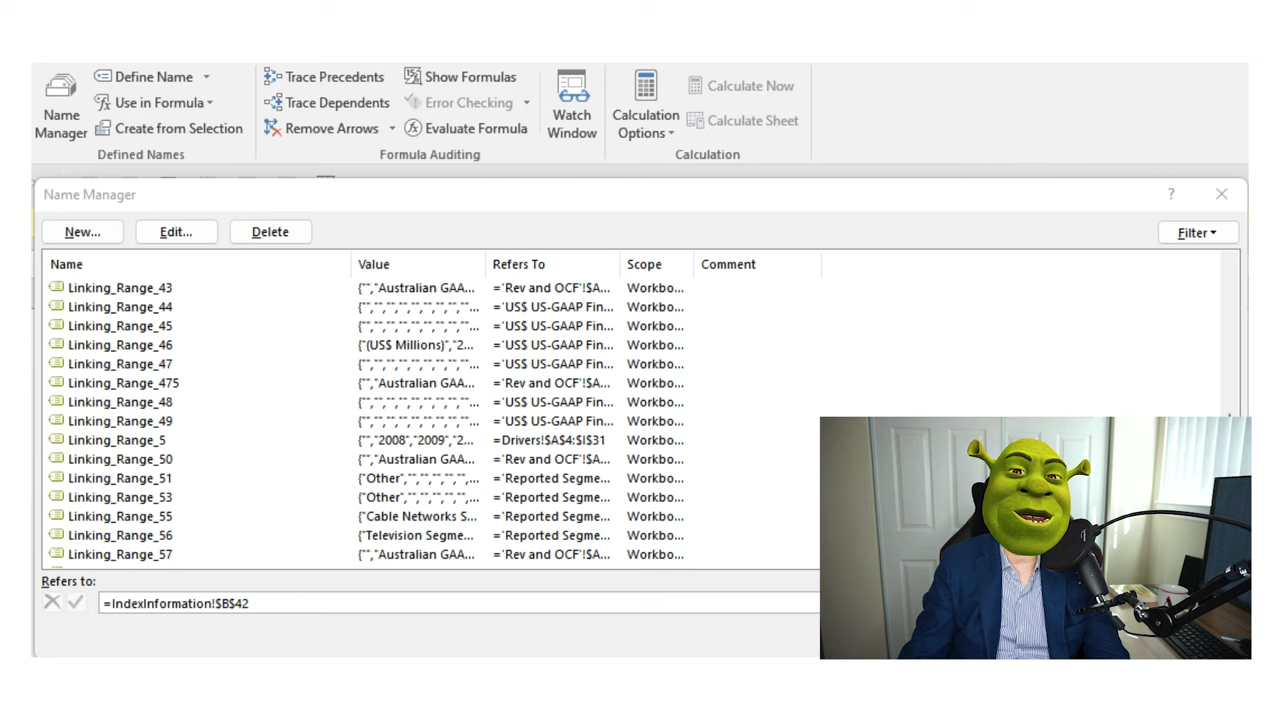 Name Manager
Define Name
Use in Formula
Create from Selection
Defined Names
Trace Precedents
Trace Dependents
Remove Arrows
Show Formulas
Error Checking
Evaluate Formula
Formula Auditing
Watch Window
Calculation Options
Calculate Now
Calculate Sheet
Calculation
Name Manager ?
New... Edit... Delete Filter
Name Value Refers To Scope Comment
Linking_Range_43 {"","Australian GAA... ='Rev and OCF'!$A... Workbo...
Linking_Range_44 {"","","","","","","","",... ='US$ US-GAAP Fin... Workbo...
Linking_Range_45 {"","","","","","","","",... ='US$ US-GAAP Fin... Workbo...
Linking_Range_46 {"(US$ Millions)","2... ='US$ US-GAAP Fin... Workbo...
Linking_Range_47 {"","","","","","","","",... ='US$ US-GAAP Fin... Workbo...
Linking_Range_475 {"","Australian GAA... ='Rev and OCF'!$A... Workbo...
Linking_Range_48 {"","","","","","","","",... ='US$ US-GAAP Fin... Workbo...
Linking_Range_49 {"","","","","","","","",... ='US$ US-GAAP Fin... Workbo...
Linking_Range_5 {"","2008","2009","2... =Drivers!$A$4:$I$31 Workbo...
Linking_Range_50 {"","Australian GAA... ='Rev and OCF'!$A... Workbo...
Linking_Range_51 {"Other","","","","",... ='Reported Segme... Workbo...
Linking_Range_53 {"Other","","","","",... ='Reported Segme... Workbo...
Linking_Range_55 {"Cable Networks S... ='Reported Segme... Workbo...
Linking_Range_56 {"Television Segme... ='Reported Segme... Workbo...
Linking_Range_57 {"","Australian GAA... ='Rev and OCF'!$A... Workbo...
Refers to:
=IndexInformation!$B$42